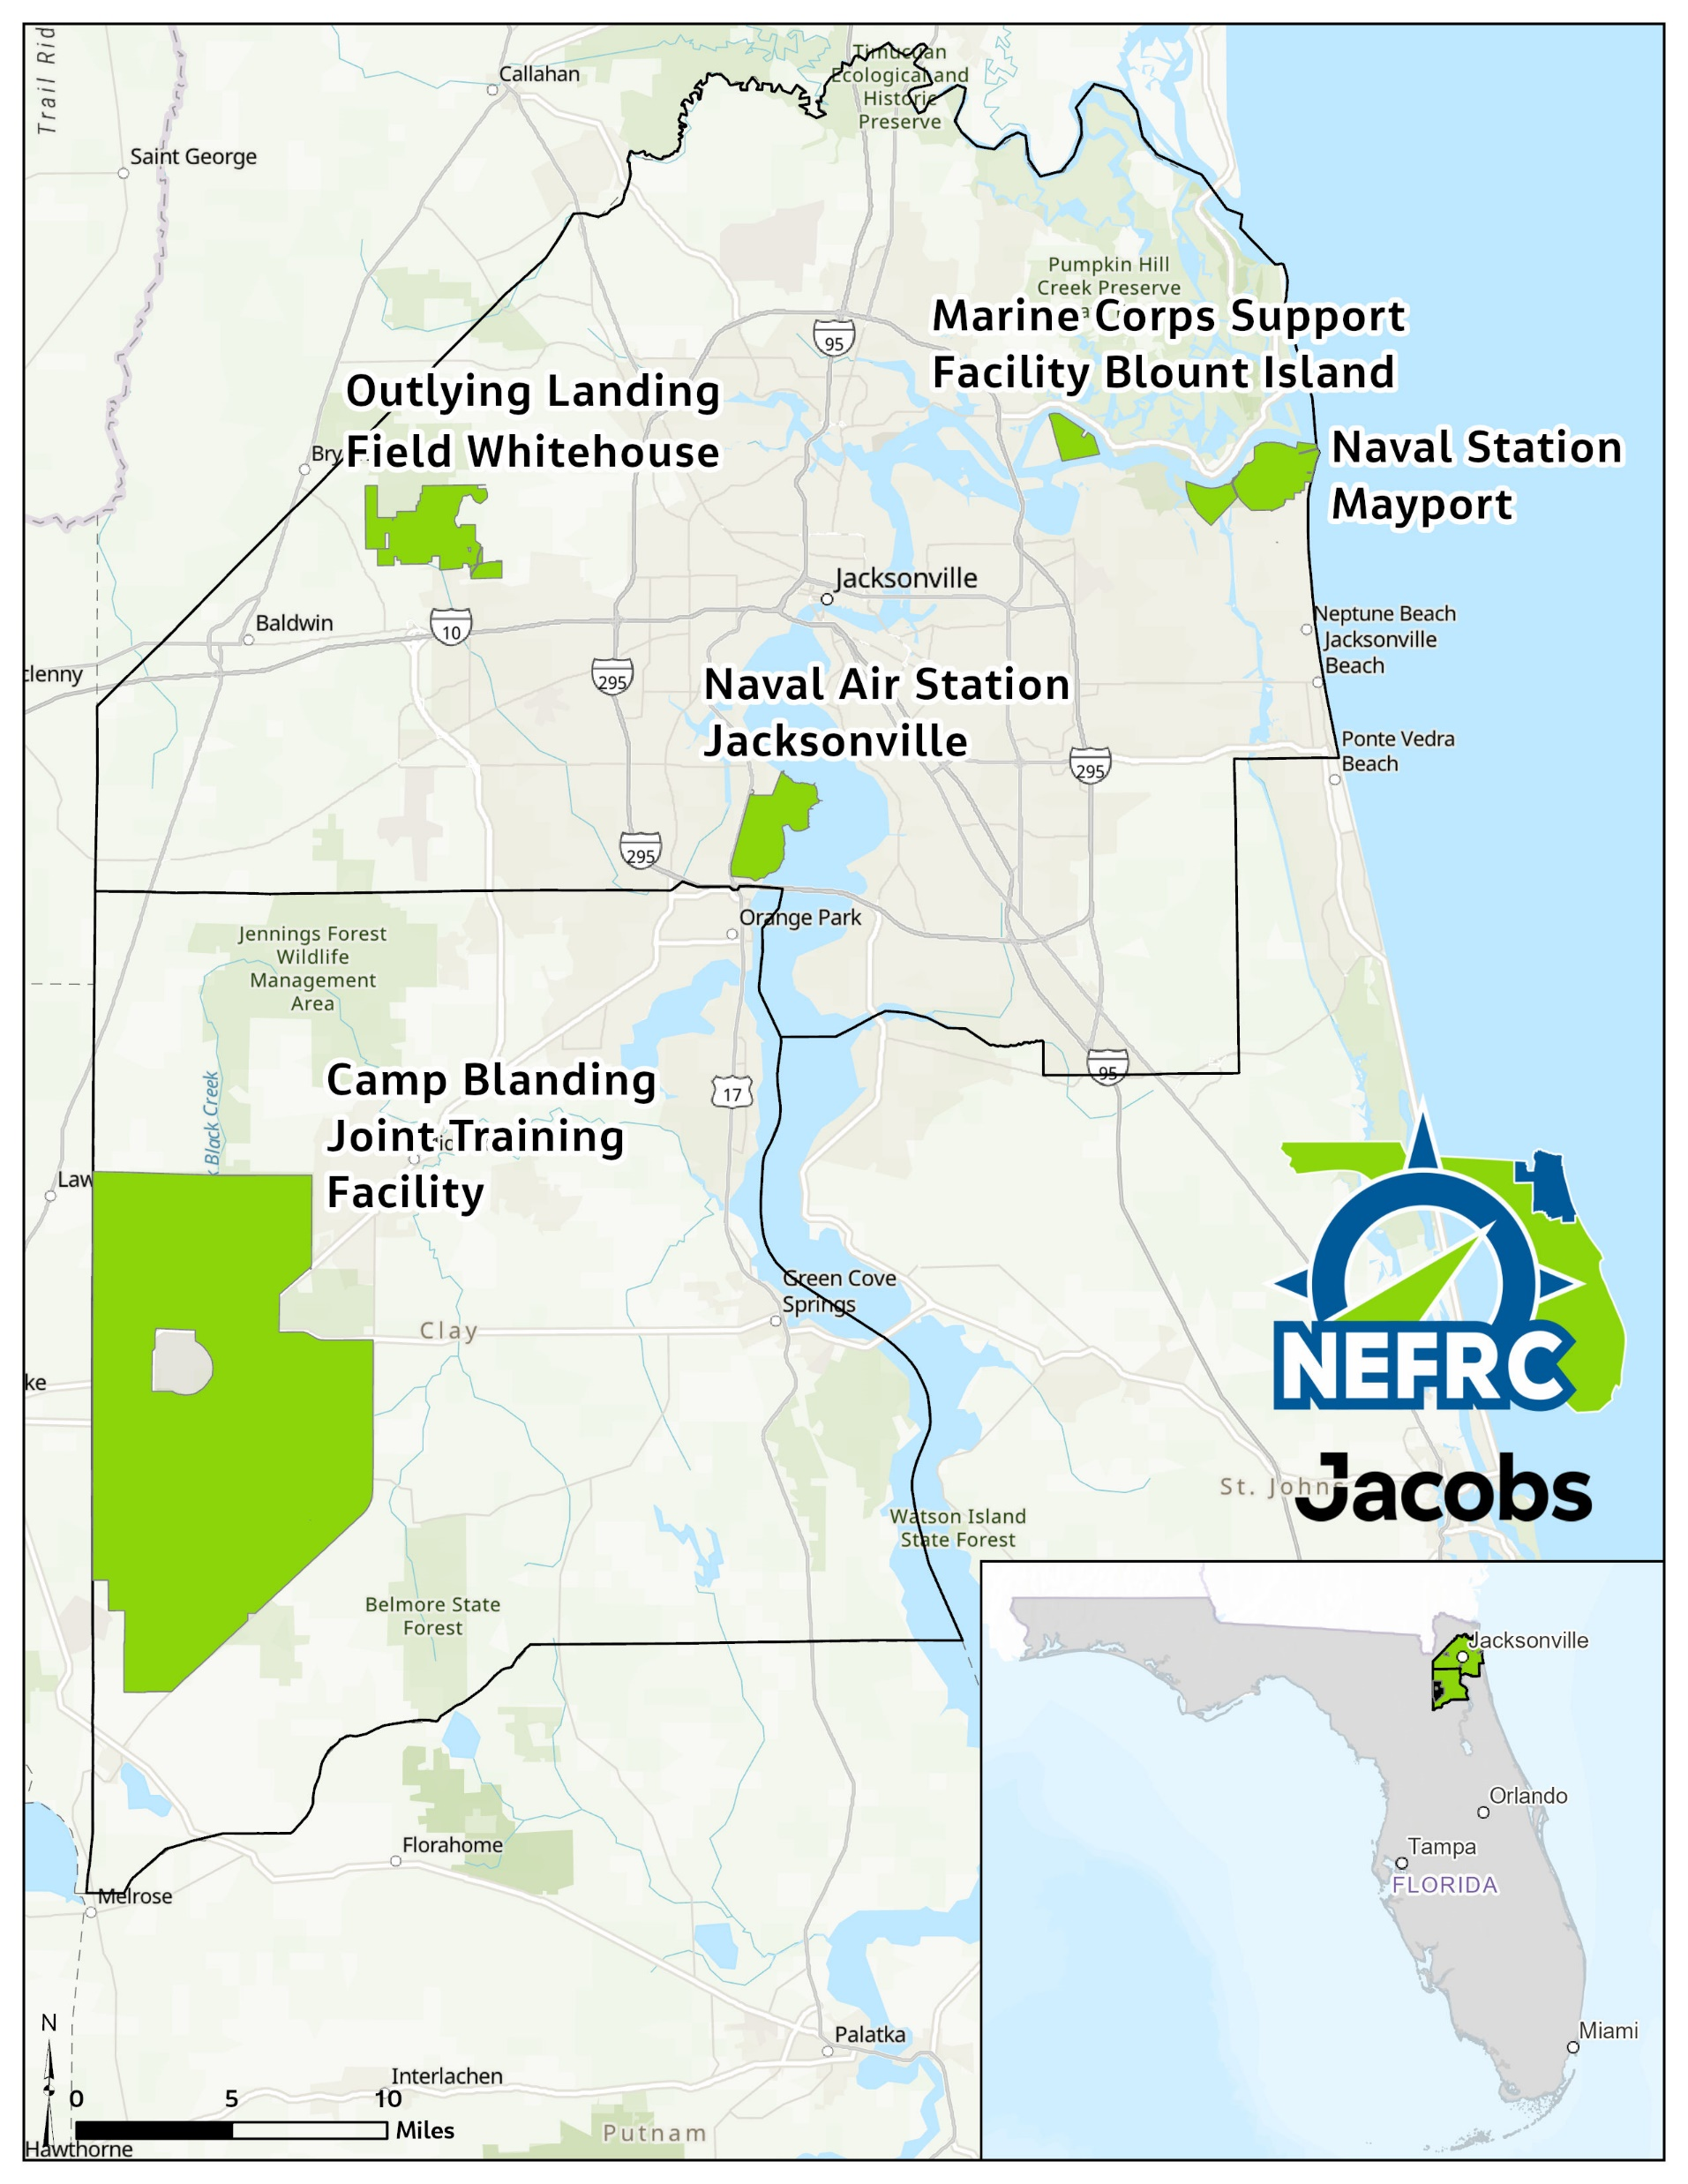 Trail Rid
Callahan
Timucuan
Ecological and
Historic
Preserve
Saint George
Pumpkin Hill
Creek Preserve
Marine Corps Support
Facility Blount Island
95
Outlying Landing
Field Whitehouse
Bry
Naval Station
Mayport
Jacksonville
Baldwin
10
Neptune Beach
Jacksonville
Beach
clenny
295
Naval Air Station
Jacksonville
Ponte Vedra
Beach
295
295
Orange Park
Jennings Forest
Wildlife
Management
Area
Camp Blanding
Joint Training
Facility
17
95
Black Creek
Law
Green Cove
Springs
Clay
ke
NEFRC
Jacobs
St. Johns
Watson Island
State Forest
Belmore State
Forest
Jacksonville
Orlando
Tampa
FLORIDA
Miami
Florahome
Melrose
N
Palatka
Interlachen
0 5 10
Miles
Putnam
Hawthorne